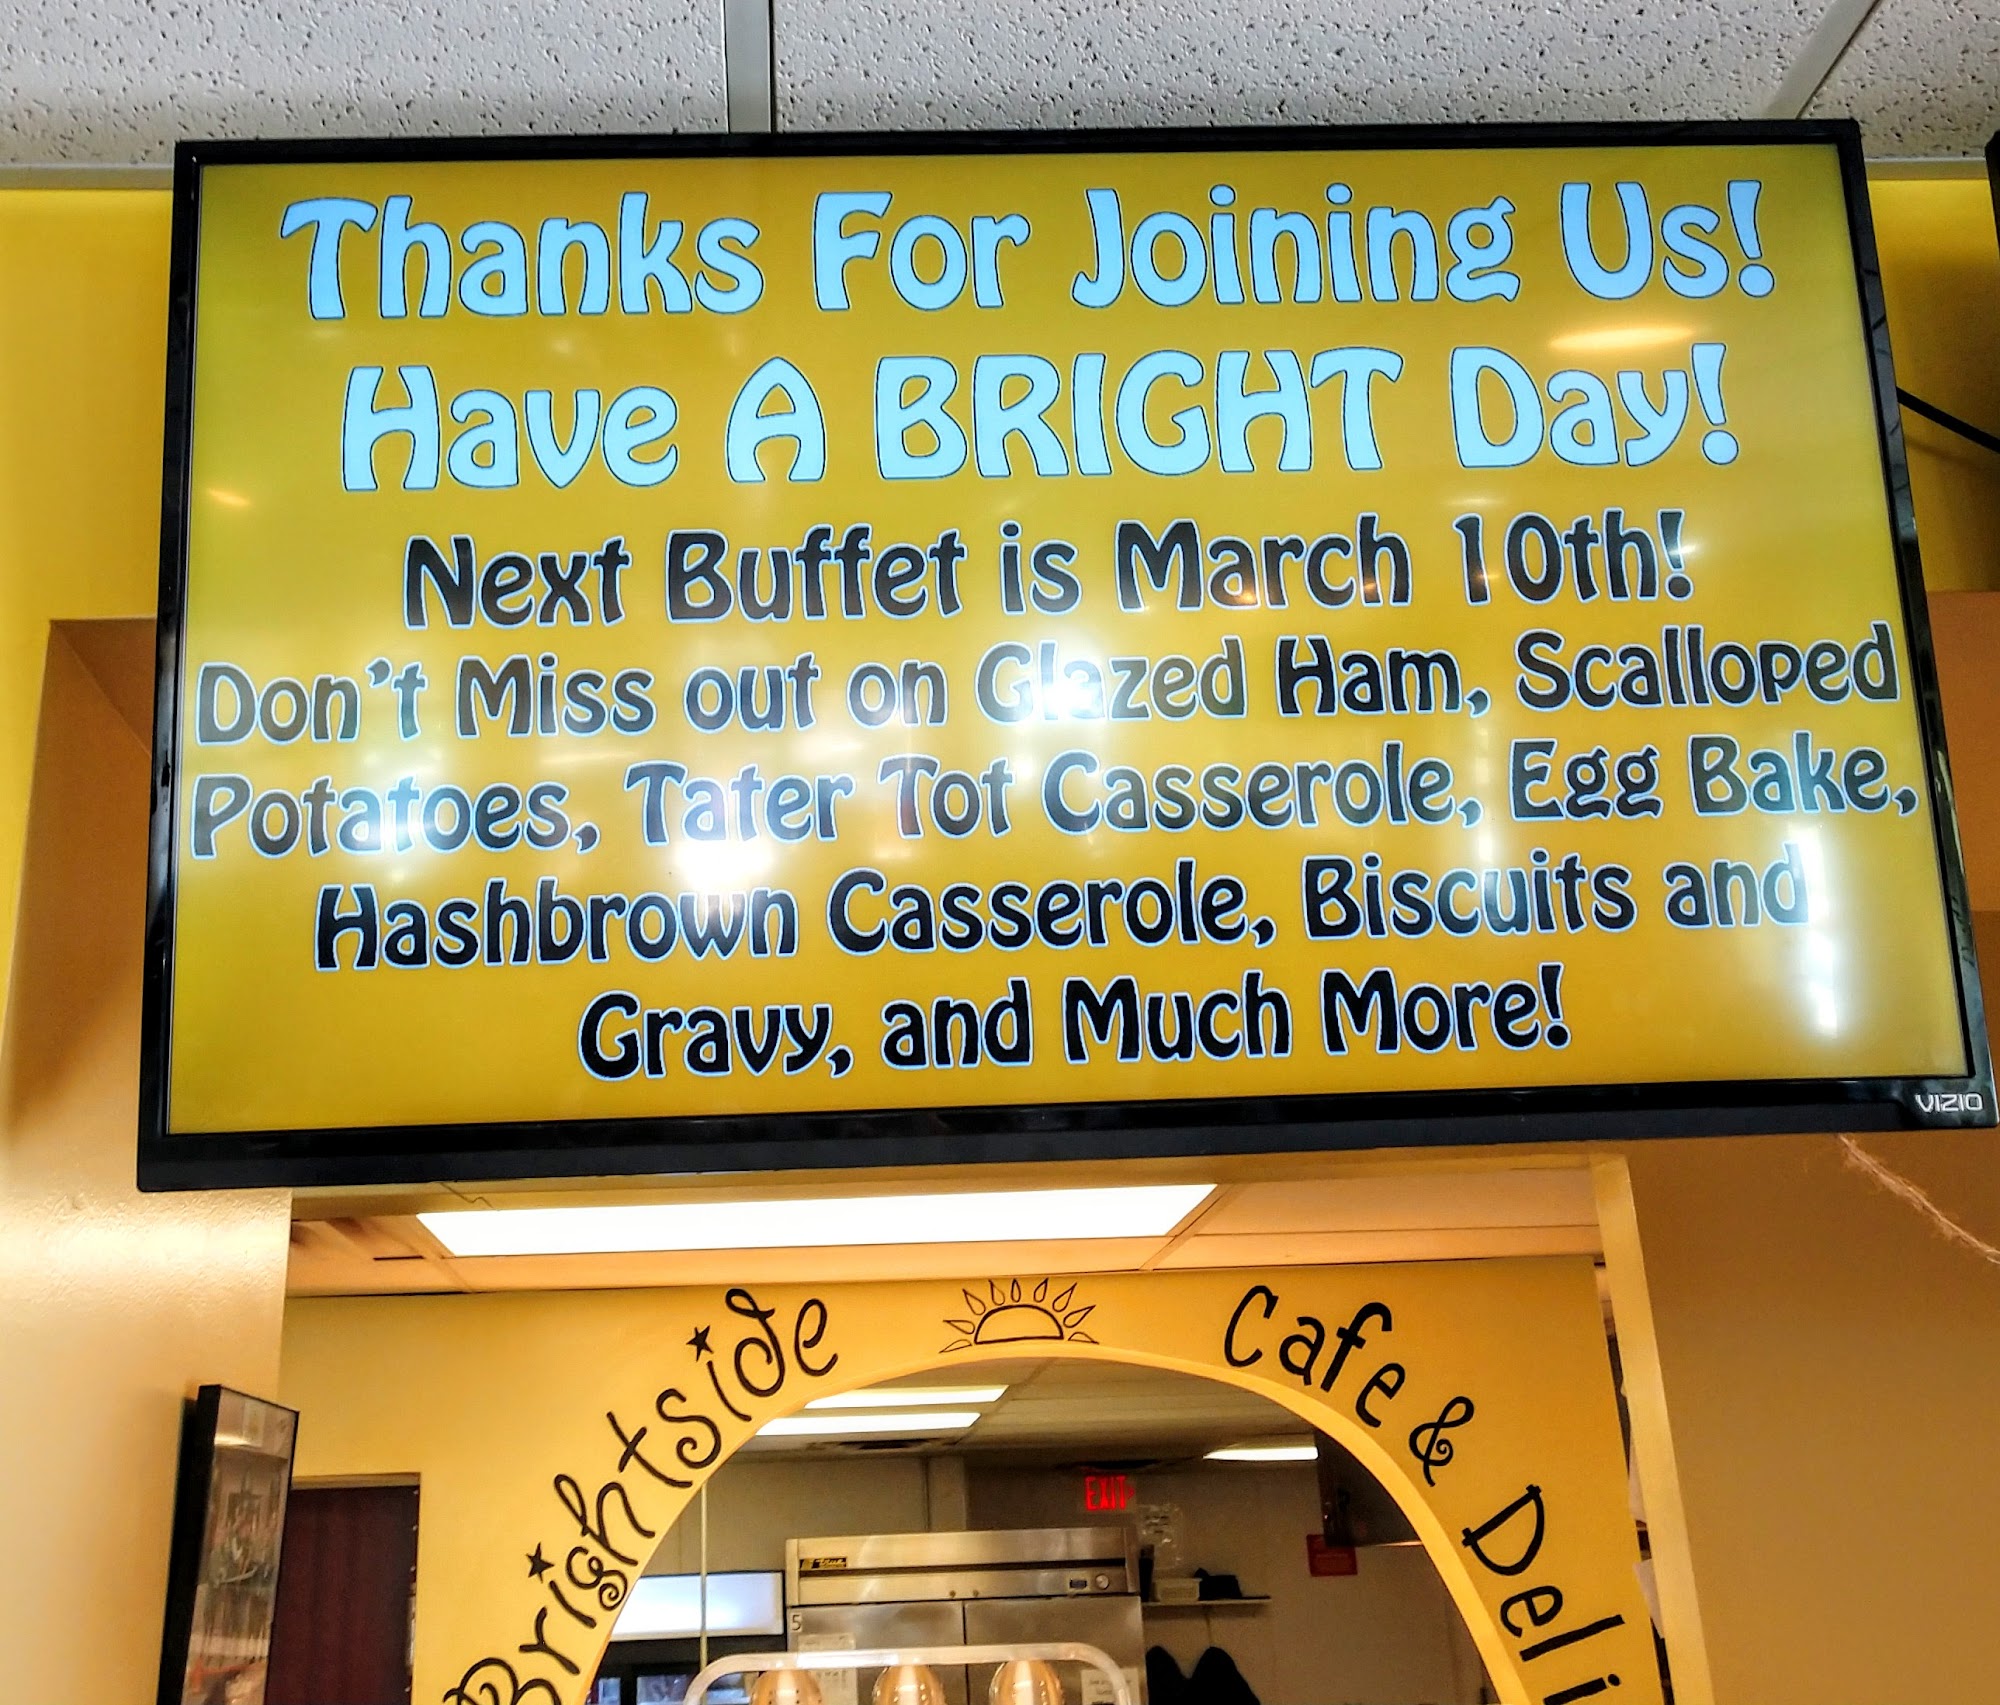 Thanks For Joining Us!
Have A BRIGHT Day!
Next Buffet is March 10th!
Don't Miss out on Glazed Ham, Scalloped
Potatoes, Tater Tot Casserole, Egg Bake,
Hashbrown Casserole, Biscuits and
Gravy, and Much More!
VIZIO
Brightside Cafe & Deli
EXIT
True
5